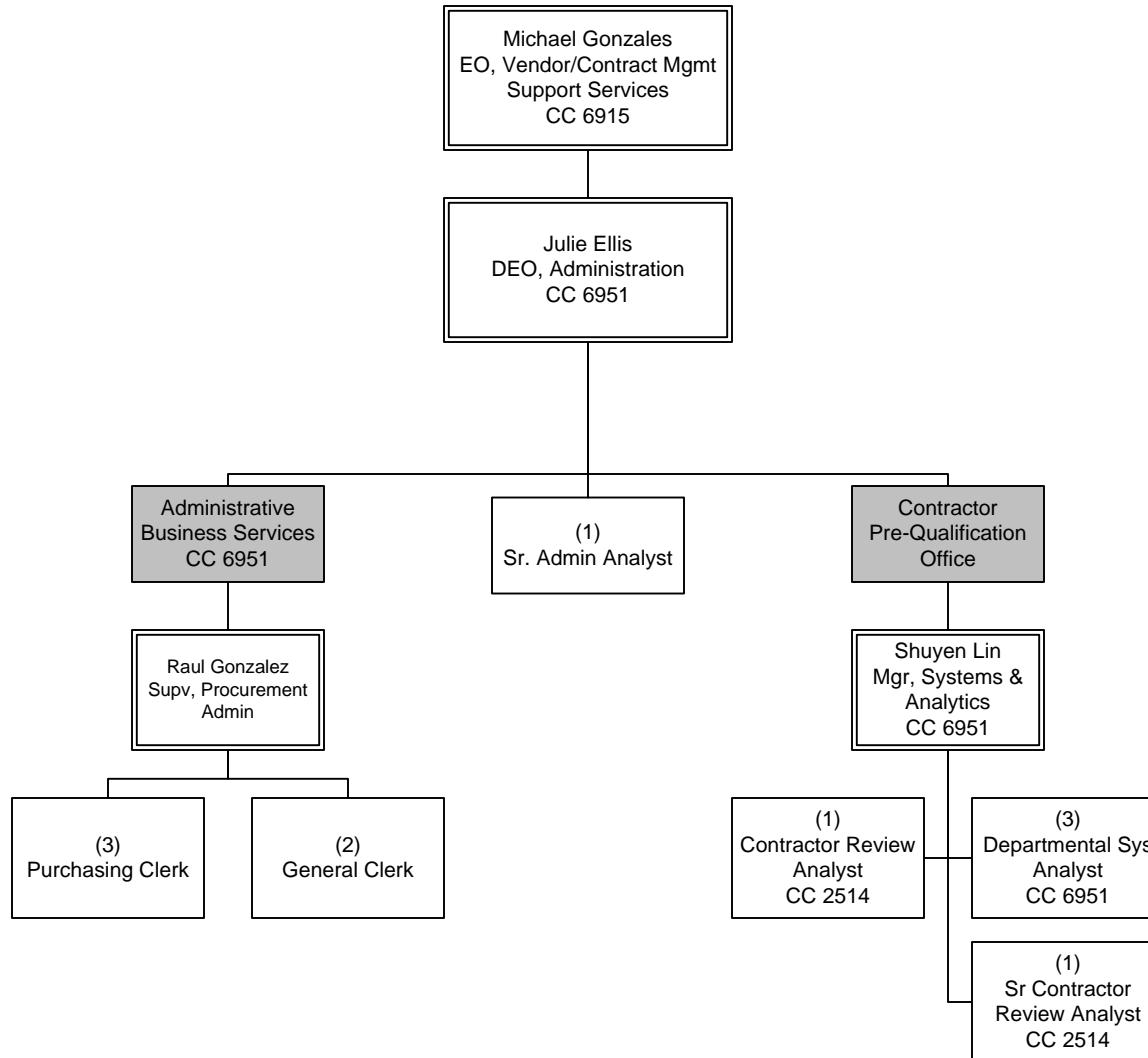 Michael Gonzales
EO, Vendor/Contract Mgmt
Support Services
CC 6915
Julie Ellis
DEO, Administration
CC 6951
Administrative
Business Services
CC 6951
(1)
Sr. Admin Analyst
Contractor
Pre-Qualification
Office
Raul Gonzalez
Supv, Procurement
Admin
Shuyen Lin
Mgr, Systems &
Analytics
CC 6951
(3)
Purchasing Clerk
(2)
General Clerk
(1)
Contractor Review
Analyst
CC 2514
(3)
Departmental Sys
Analyst
CC 6951
(1)
Sr Contractor
Review Analyst
CC 2514